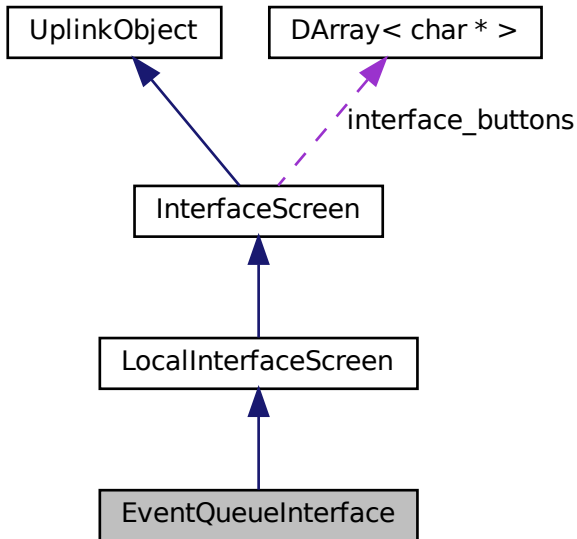 UplinkObject
DArray< char * >
interface_buttons
InterfaceScreen
LocalInterfaceScreen
EventQueueInterface